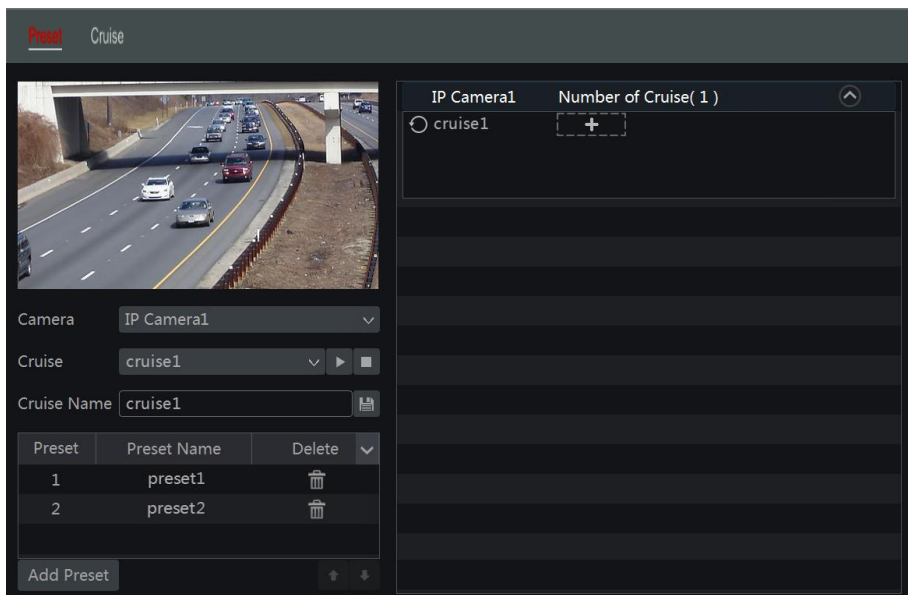 Preset Cruise
IP Camera1 Number of Cruise( 1 )
cruise1
Camera IP Camera1
Cruise cruise1
Cruise Name cruise1
Preset Preset Name Delete
1 preset1
2 preset2
Add Preset